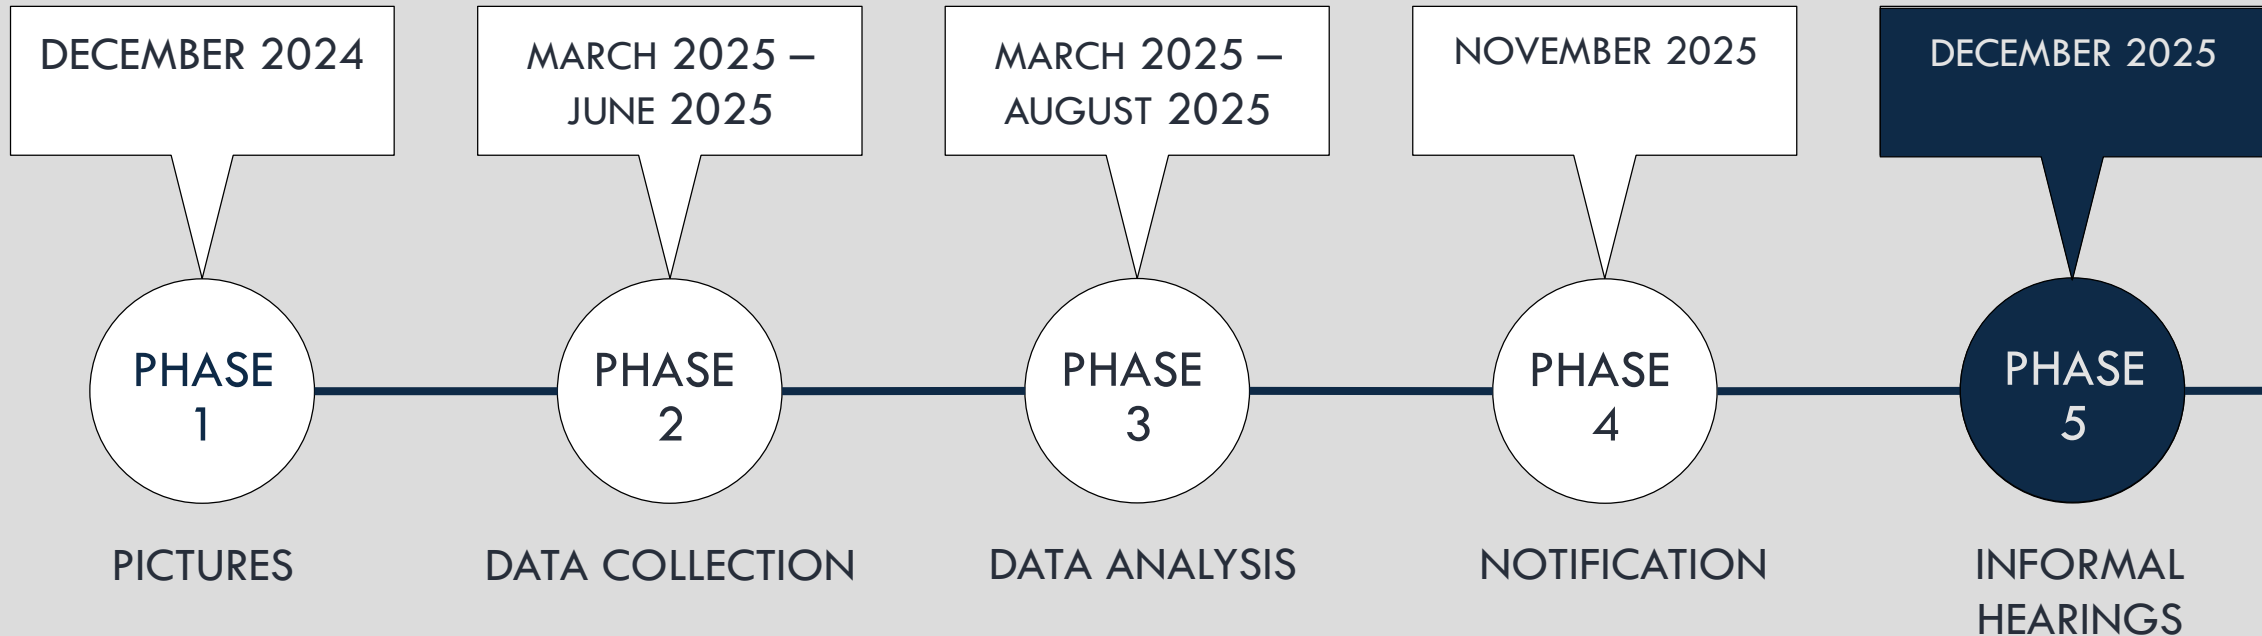 DECEMBER 2024
MARCH 2025 –
JUNE 2025
MARCH 2025 –
AUGUST 2025
NOVEMBER 2025
DECEMBER 2025
PHASE
1
PHASE
2
PHASE
3
PHASE
4
PHASE
5
PICTURES
DATA COLLECTION
DATA ANALYSIS
NOTIFICATION
INFORMAL
HEARINGS